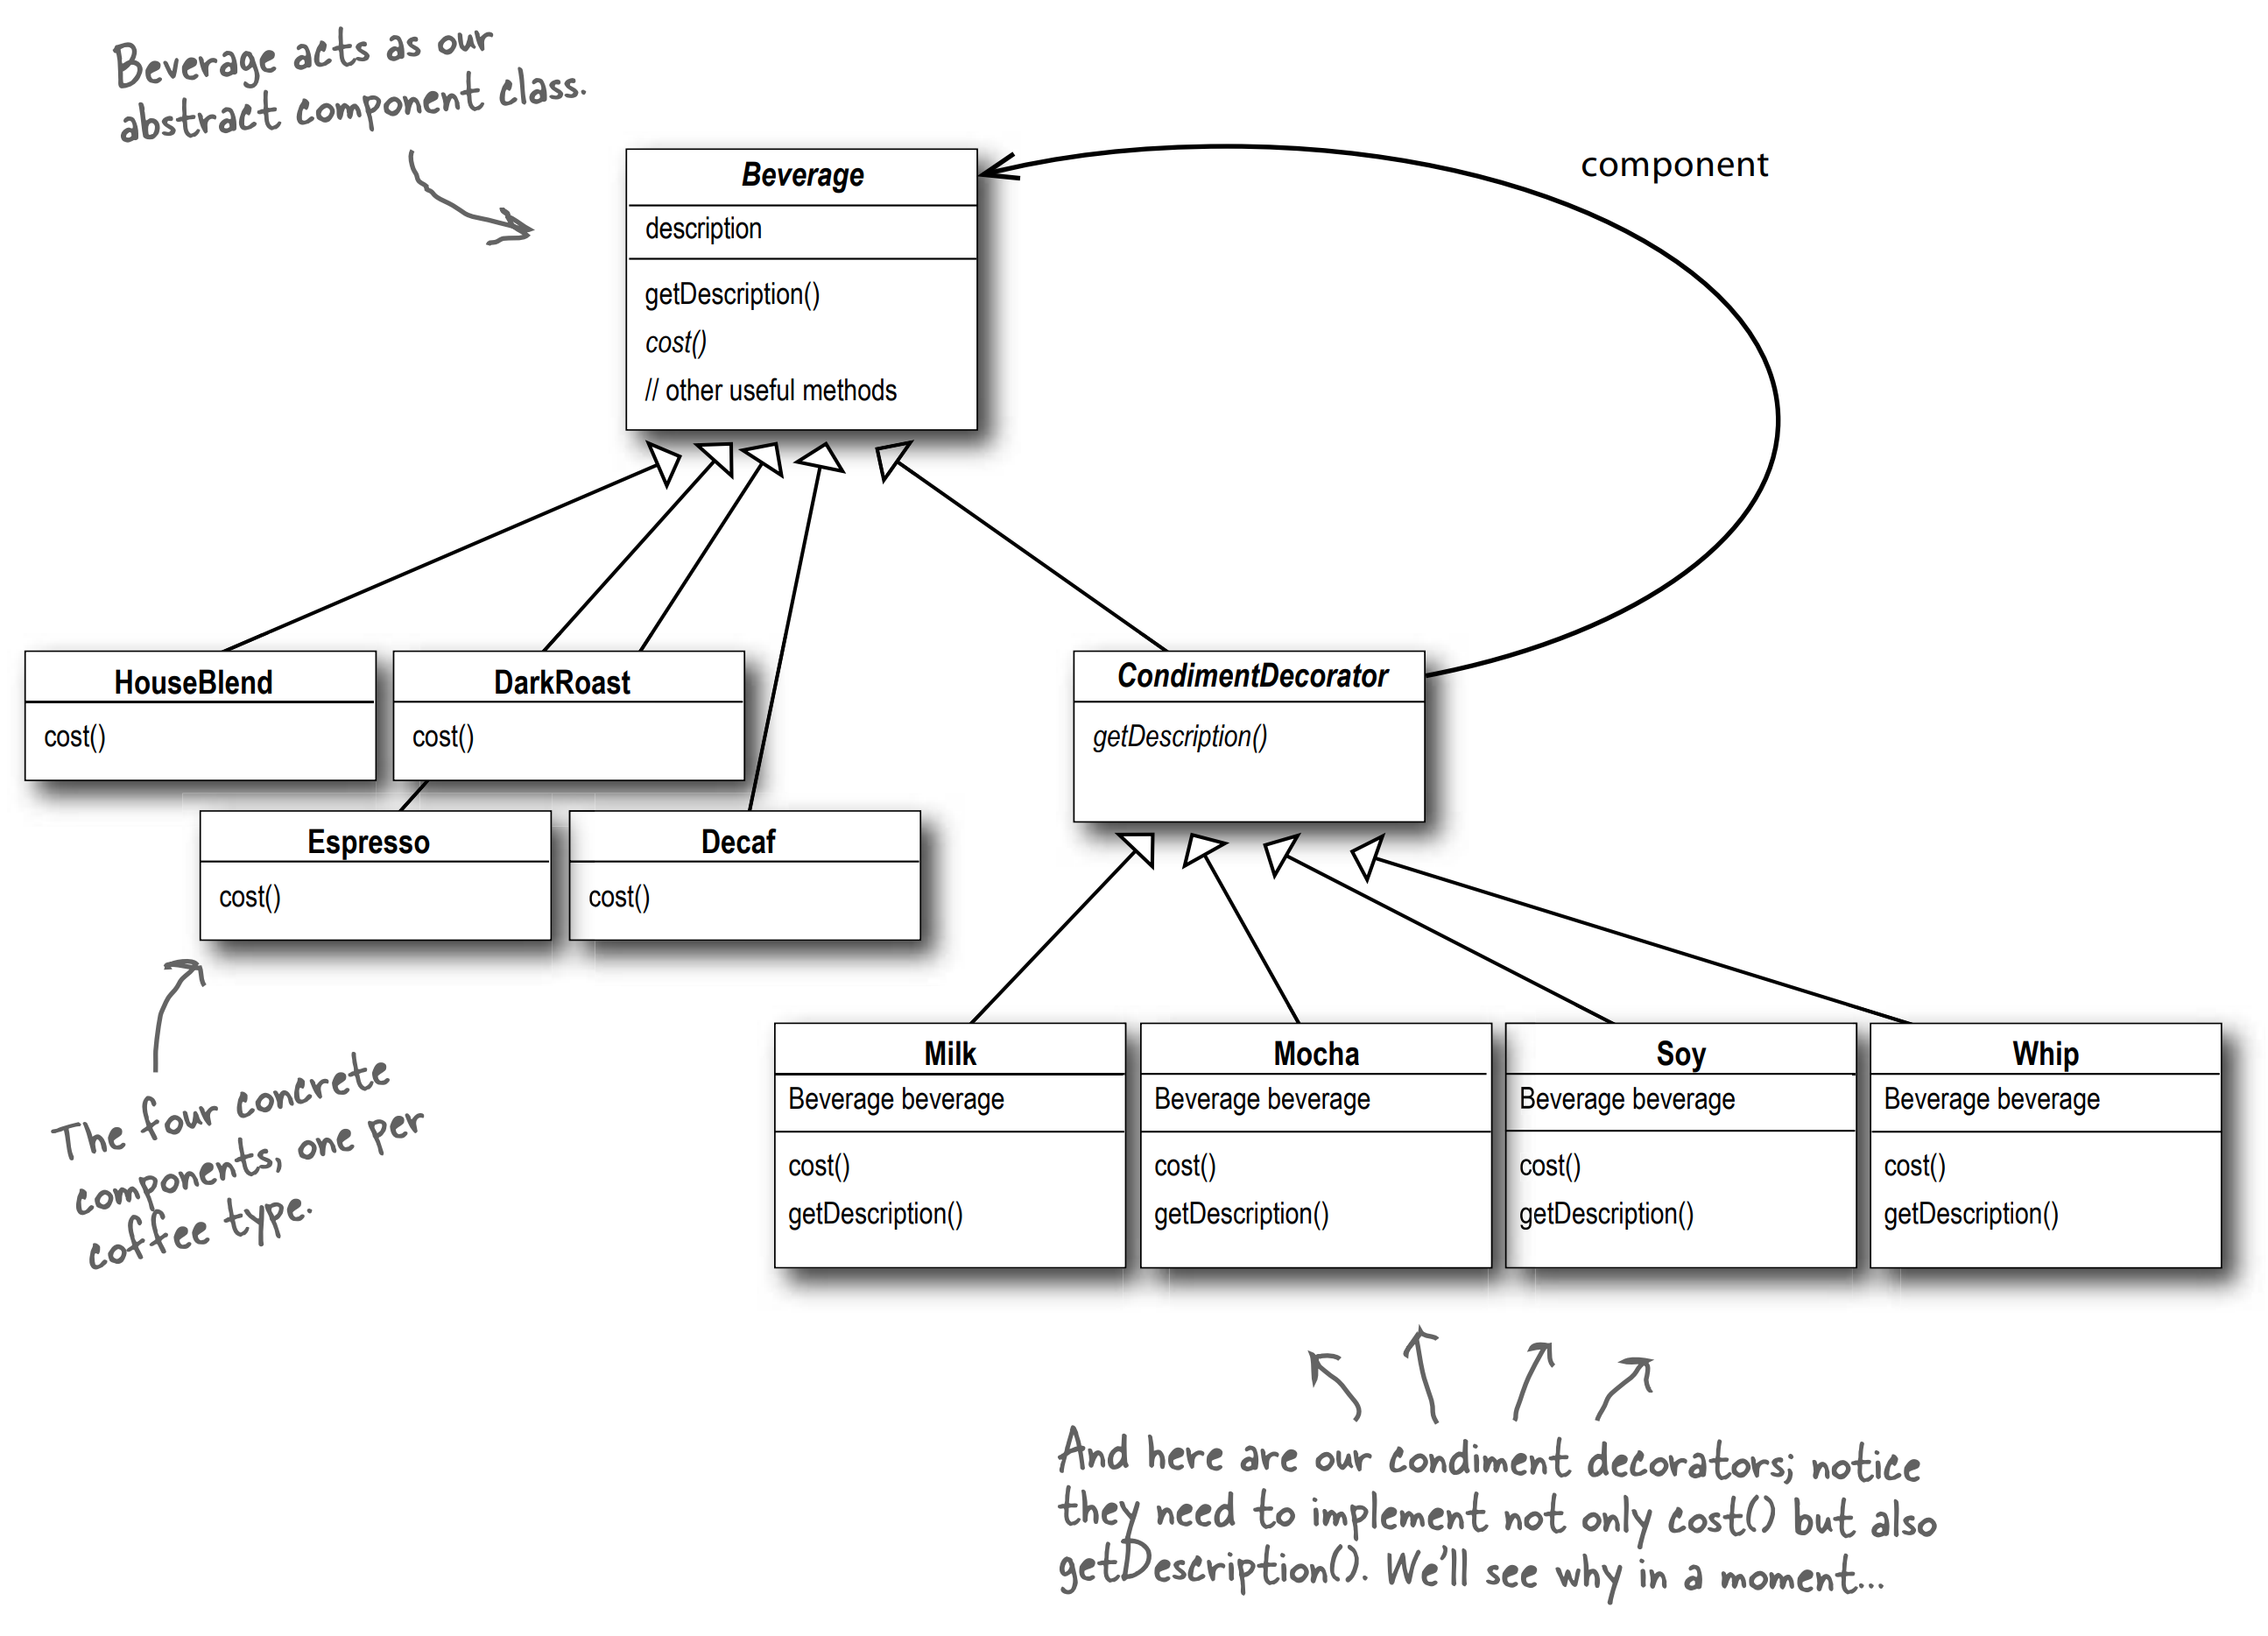 Beverage acts as our
abstract component class.
component
Beverage
description
getDescription()
cost()
// other useful methods
HouseBlend
cost()
DarkRoast
cost()
CondimentDecorator
getDescription()
Espresso
cost()
Decaf
cost()
The four concrete
components, one per
coffee type.
Milk
Beverage beverage
cost()
getDescription()
Mocha
Beverage beverage
cost()
getDescription()
Soy
Beverage beverage
cost()
getDescription()
Whip
Beverage beverage
cost()
getDescription()
And here are our condiment decorators; notice
they need to implement not only cost() but also
getDescription(). We'll see why in a moment...